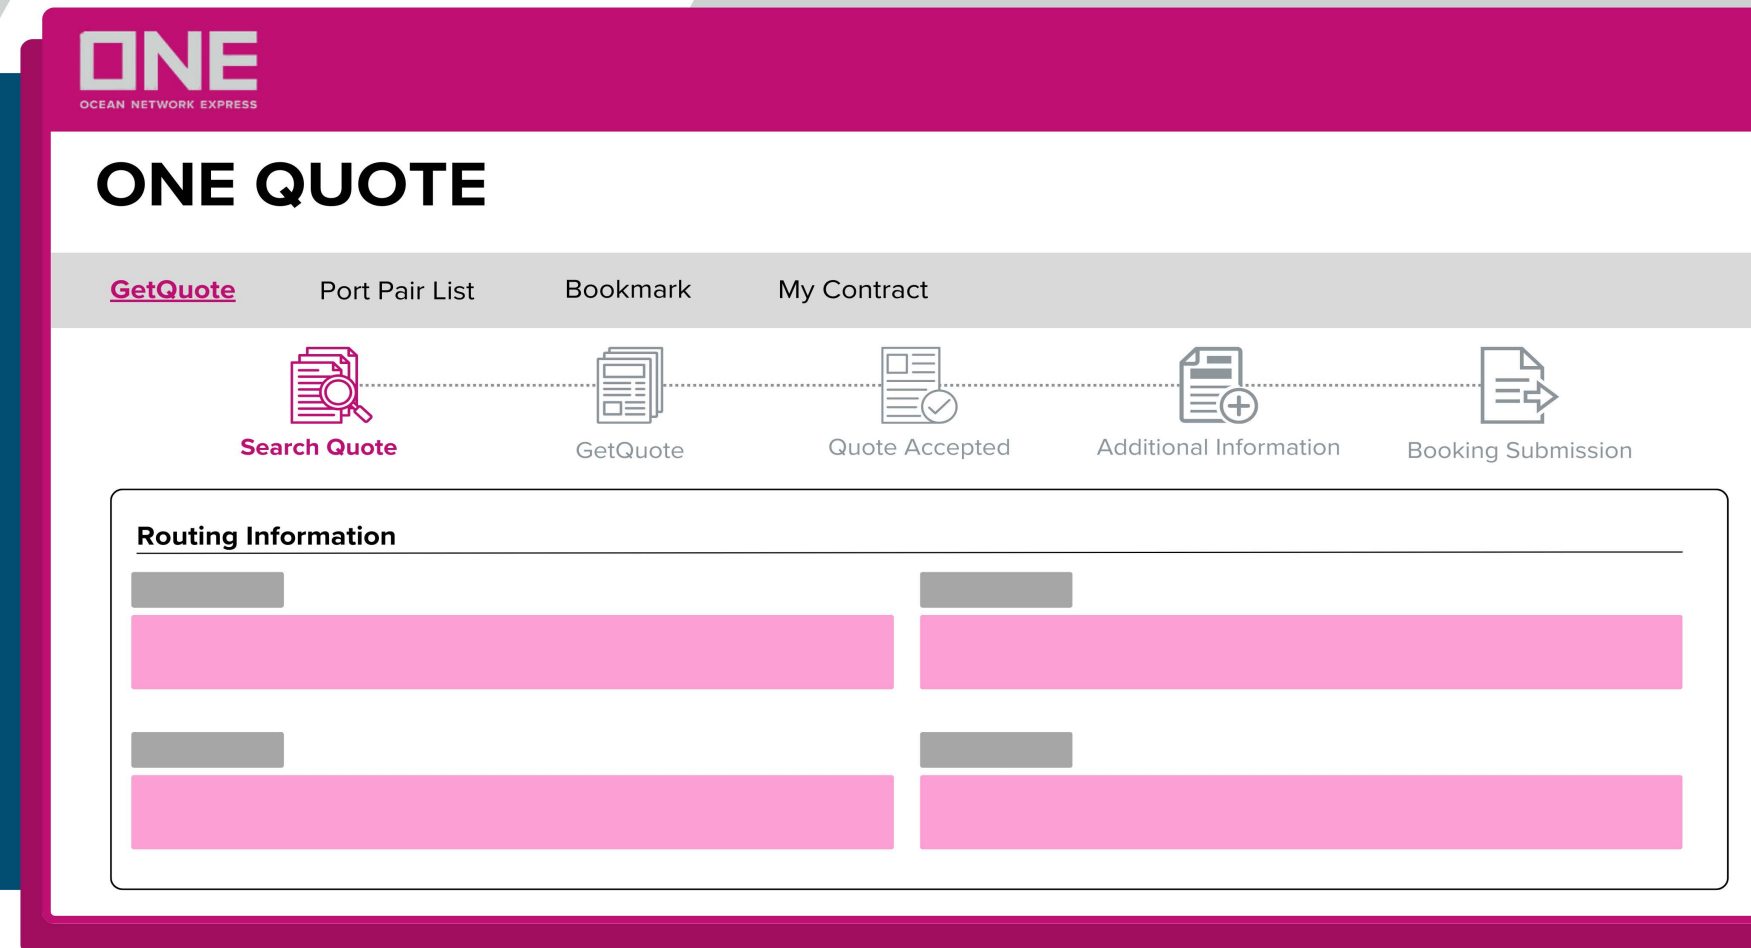 ONE
OCEAN NETWORK EXPRESS
ONE QUOTE
GetQuote Port Pair List Bookmark My Contract
Search Quote GetQuote Quote Accepted Additional Information Booking Submission
Routing Information